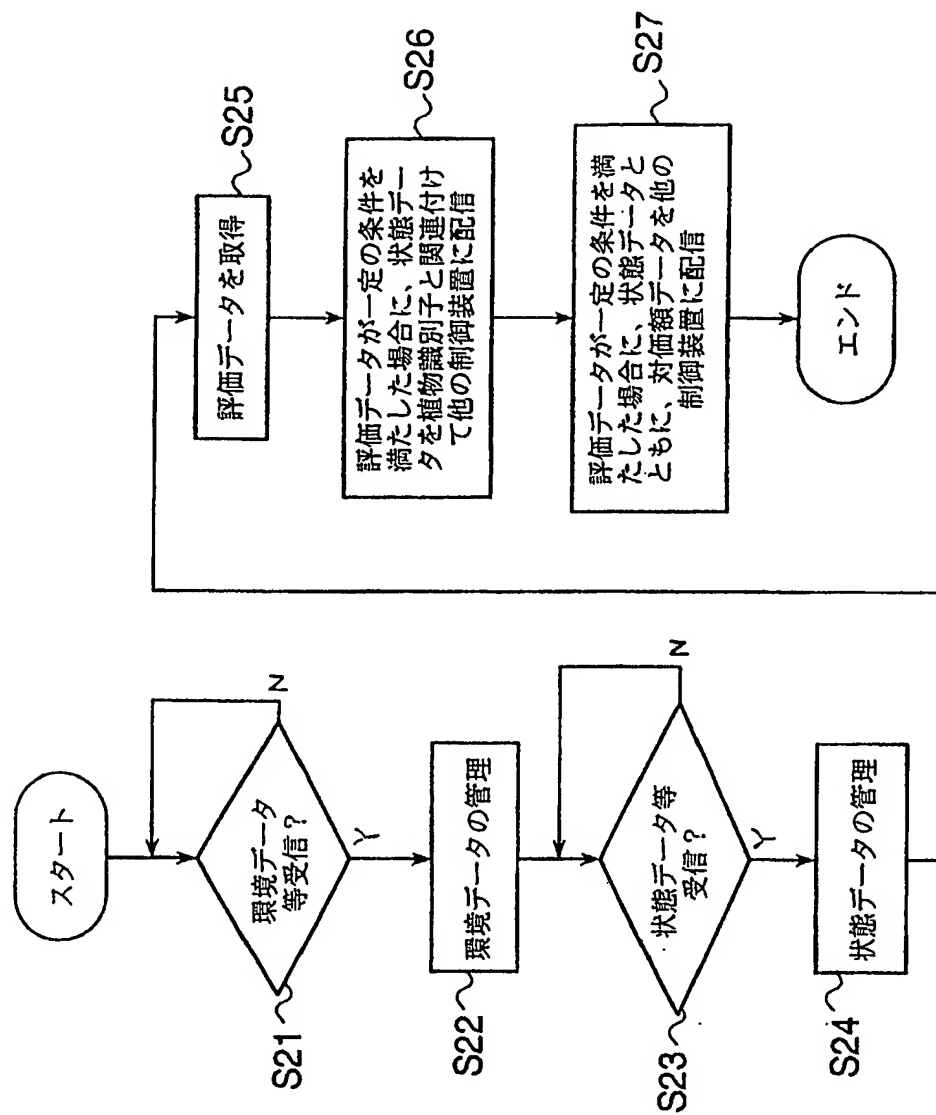 スタート
環境データ
等受信?
N
Y
S21
環境データの管理
S22
状態データ等
受信?
N
Y
S23
状態データの管理
S24
評価データを取得
S25
評価データが一定の条件を
満たした場合に、状態デー
タを植物識別子と関連付け
て他の制御装置に配信
S26
評価データが一定の条件を満
たした場合に、状態データと
ともに、対価額データを他の
制御装置に配信
S27
エンド